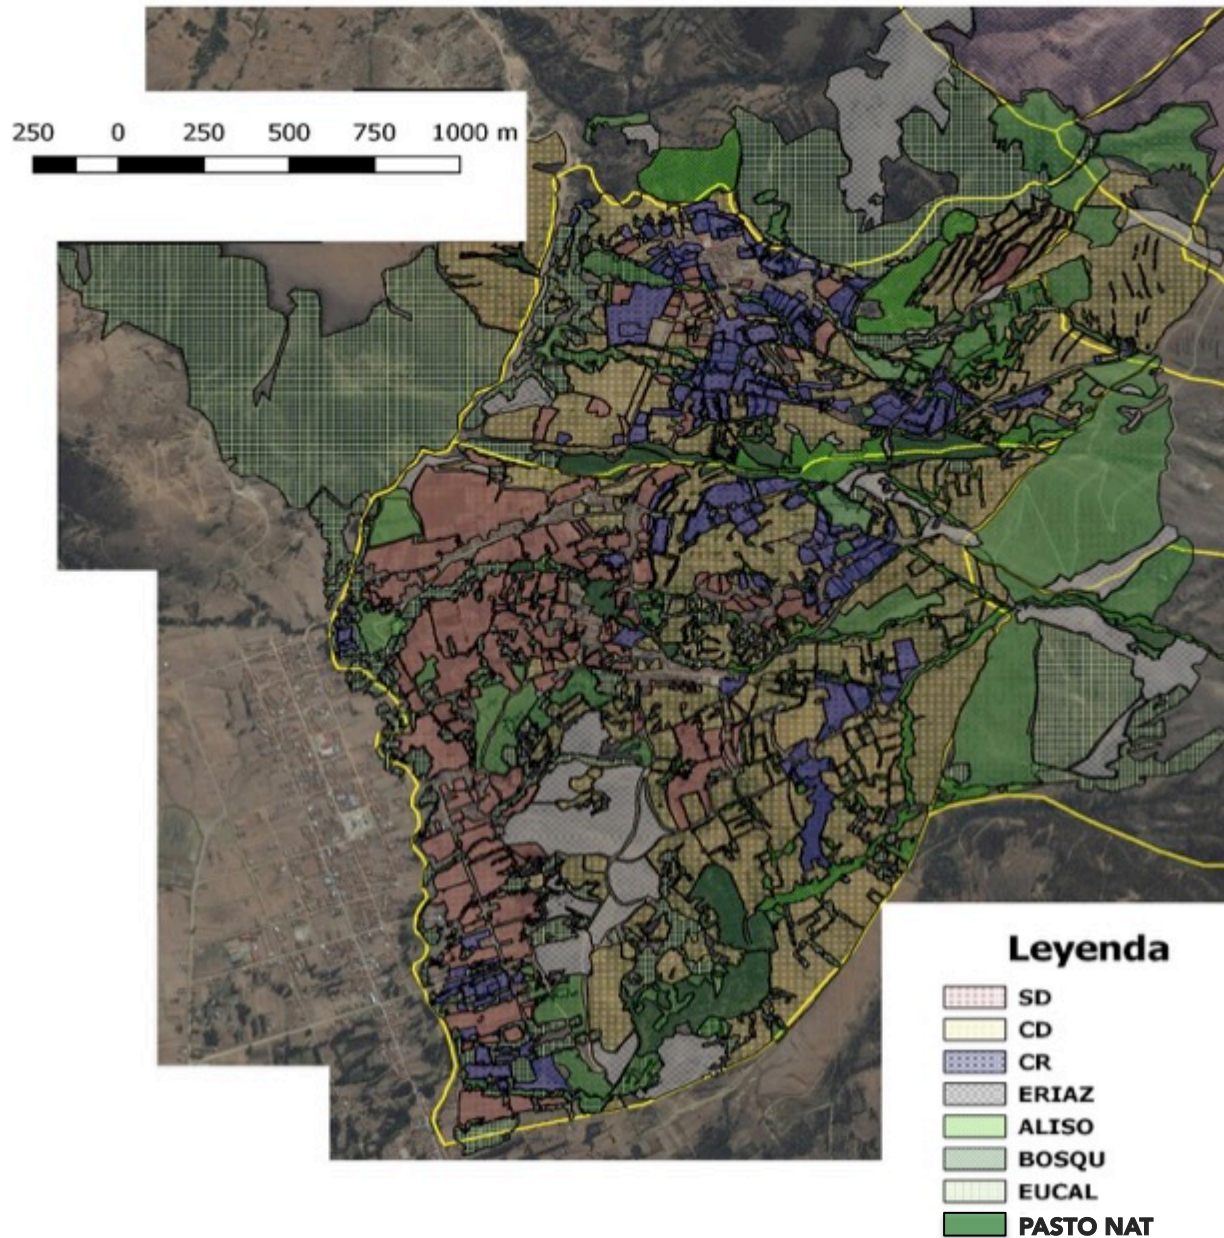 250 0 250 500 750 1000 m
Leyenda
SD
CD
CR
ERIAZ
ALISO
BOSQU
EUCAL
PASTO NAT